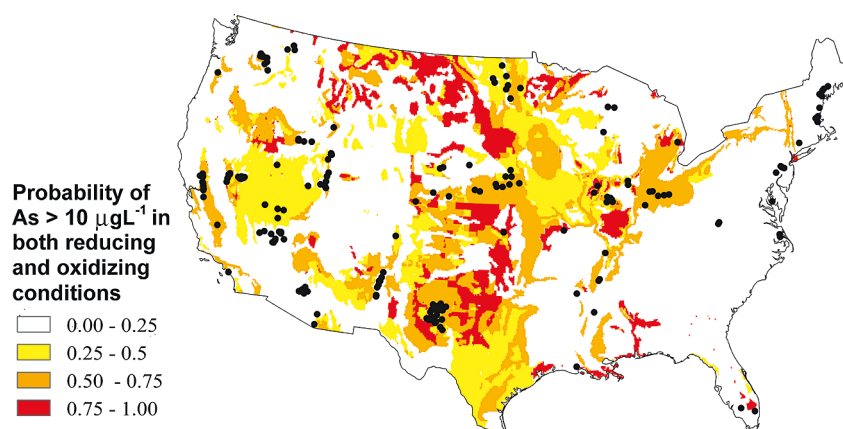 Probability of
As > 10 μgL⁻¹ in
both reducing
and oxidizing
conditions
0.00 - 0.25
0.25 - 0.5
0.50 - 0.75
0.75 - 1.00